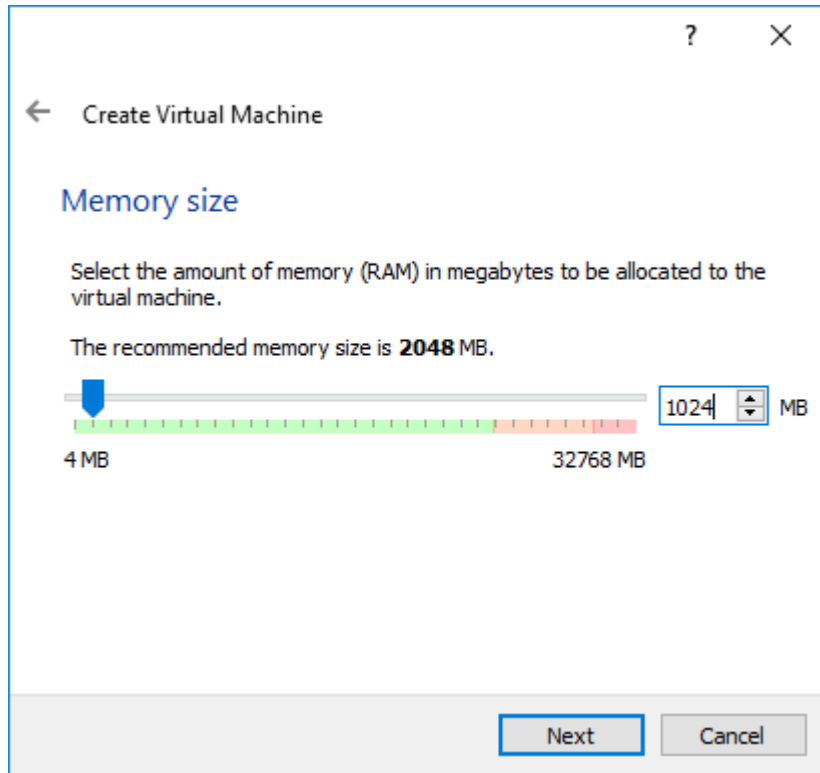 ?
Create Virtual Machine
Memory size
Select the amount of memory (RAM) in megabytes to be allocated to the
virtual machine.
The recommended memory size is 2048 MB.
1024 MB
4 MB 32768 MB
Next Cancel